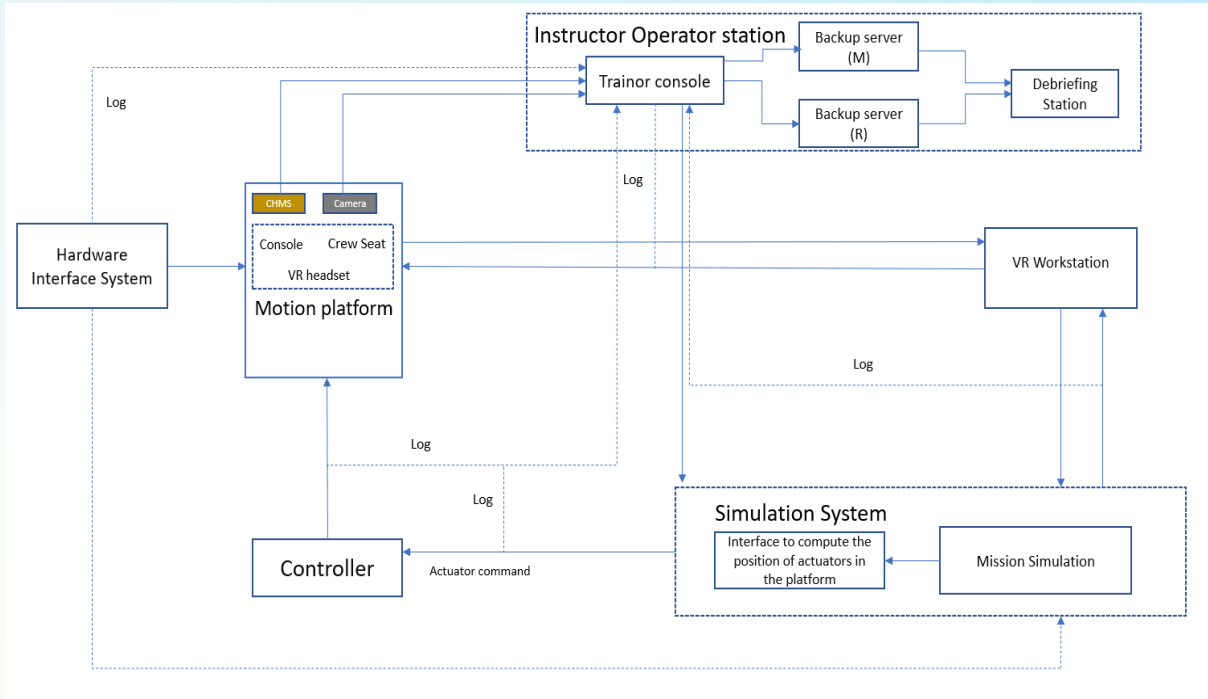 Instructor Operator station
Trainor console
Backup server
(M)
Backup server
(R)
Debriefing
Station
Log
Log
CHMS
Camera
Console
Crew Seat
VR headset
Motion platform
Hardware
Interface System
VR Workstation
Log
Log
Log
Controller
Actuator command
Simulation System
Interface to compute the
position of actuators in
the platform
Mission Simulation